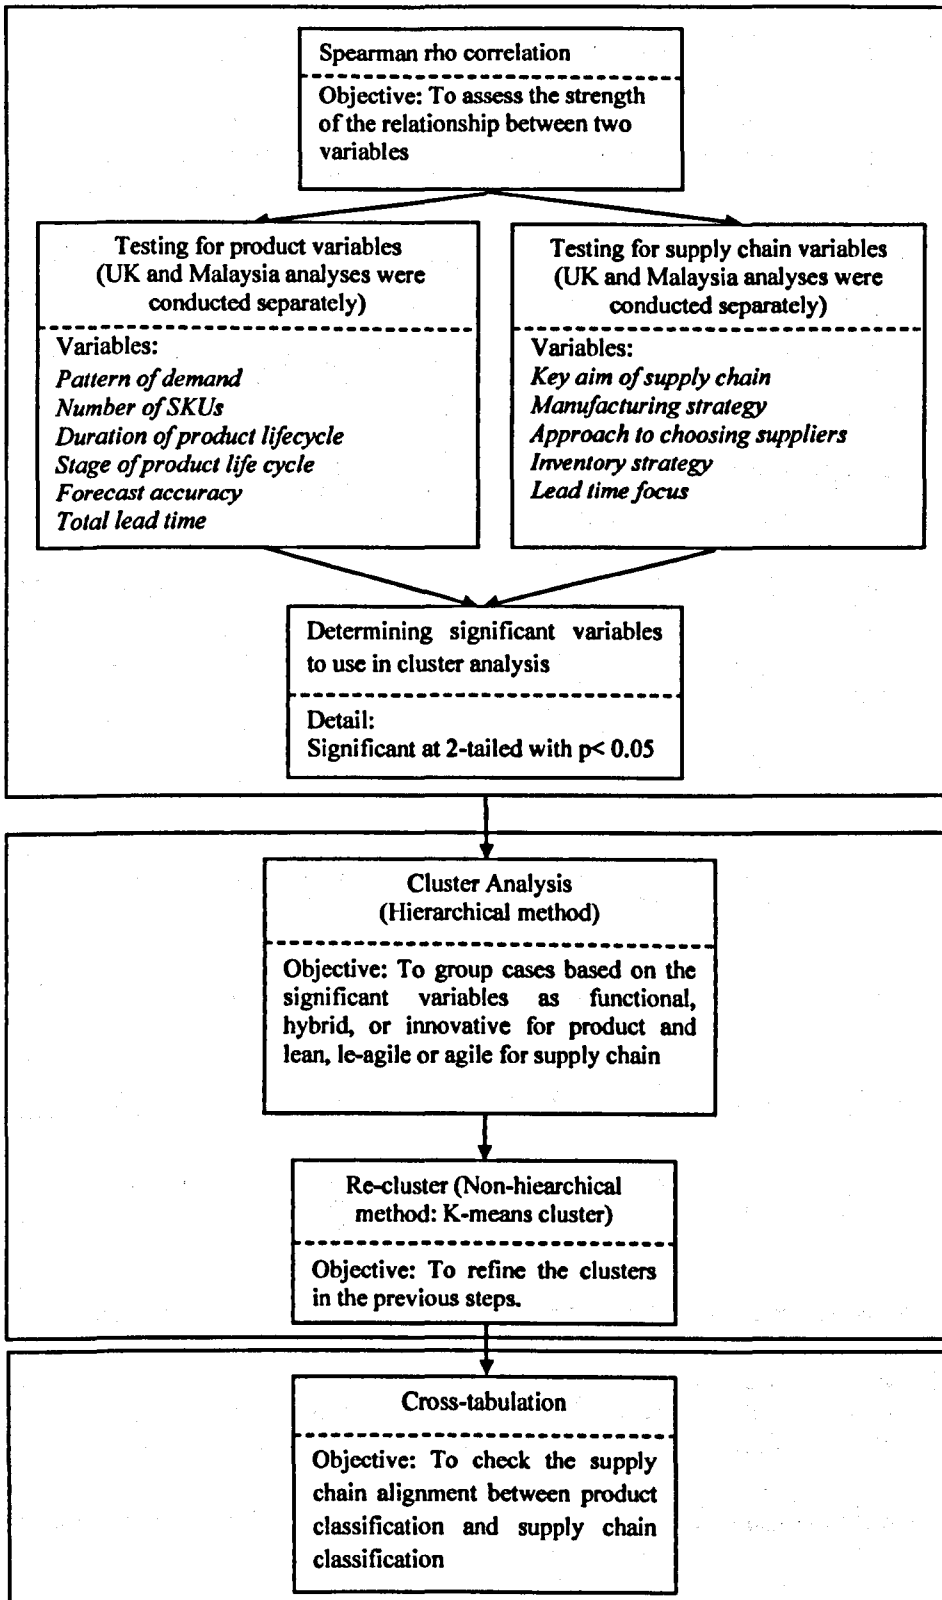 Spearman rho correlation
Objective: To assess the strength
of the relationship between two
variables
Testing for product variables
(UK and Malaysia analyses were
conducted separately)
Variables:
Pattern of demand
Number of SKUs
Duration of product lifecycle
Stage of product life cycle
Forecast accuracy
Total lead time
Testing for supply chain variables
(UK and Malaysia analyses were
conducted separately)
Variables:
Key aim of supply chain
Manufacturing strategy
Approach to choosing suppliers
Inventory strategy
Lead time focus
Determining significant variables
to use in cluster analysis
Detail:
Significant at 2-tailed with p< 0.05
Cluster Analysis
(Hierarchical method)
Objective: To group cases based on the
significant variables as functional,
hybrid, or innovative for product and
lean, le-agile or agile for supply chain
Re-cluster (Non-hiearchical
method: K-means cluster)
Objective: To refine the clusters
in the previous steps.
Cross-tabulation
Objective: To check the supply
chain alignment between product
classification and supply chain
classification